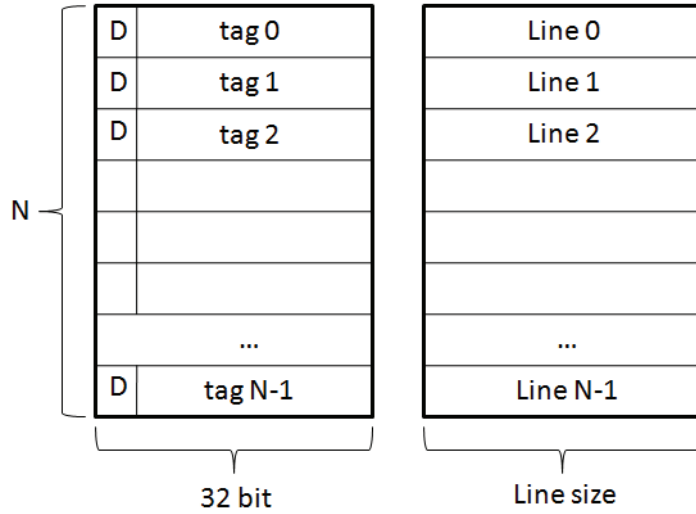 D tag 0 Line 0
D tag 1 Line 1
D tag 2 Line 2
N
... ...
D tag N-1 Line N-1
32 bit Line size